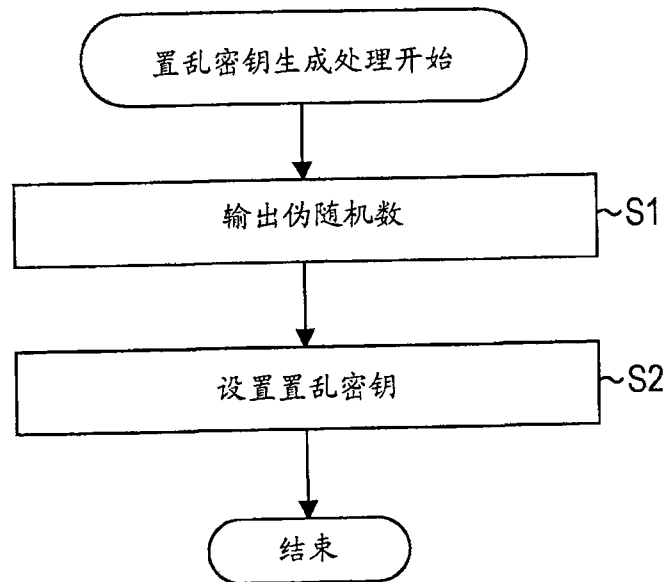 置乱密钥生成处理开始
输出伪随机数
~S1
设置置乱密钥
~S2
结束